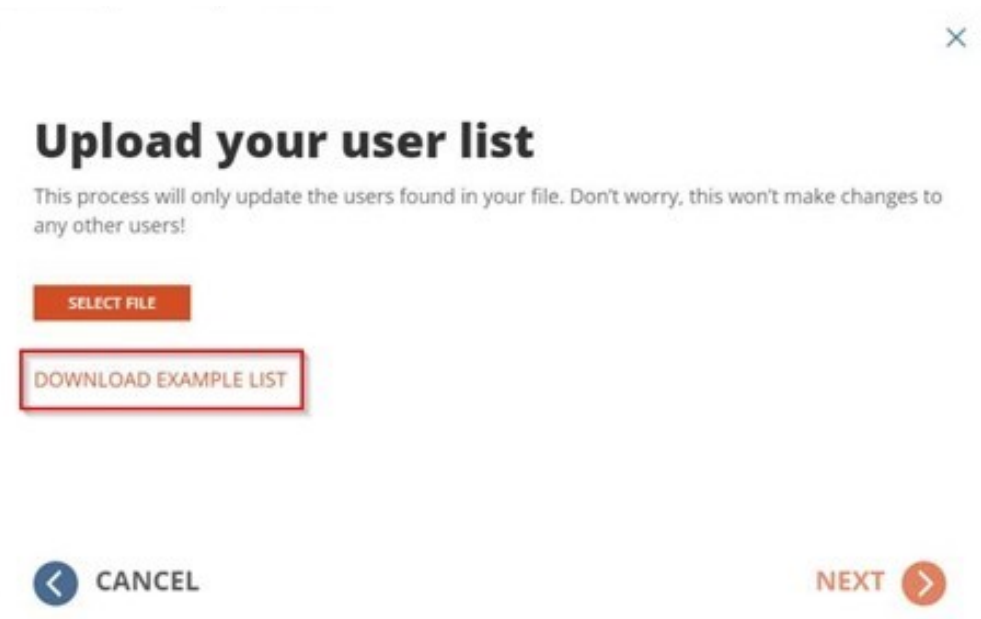 Upload your user list
This process will only update the users found in your file. Don't worry, this won't make changes to
any other users!
SELECT FILE
DOWNLOAD EXAMPLE LIST
CANCEL
NEXT